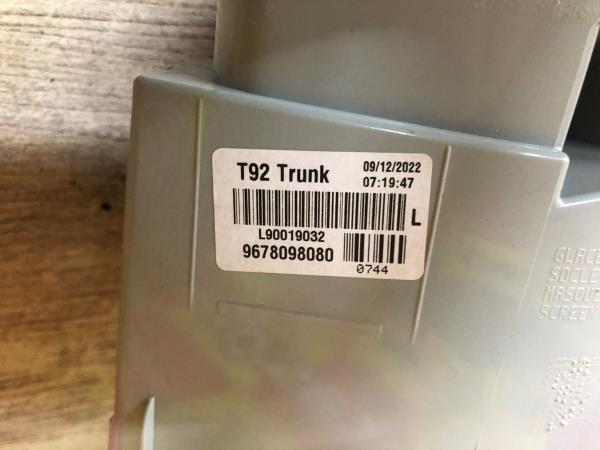 T92 Trunk
09/12/2022
07:19:47
L
L90019032
9678098080
0744
GLACE
SOCLE
MASQUE
SCREEN